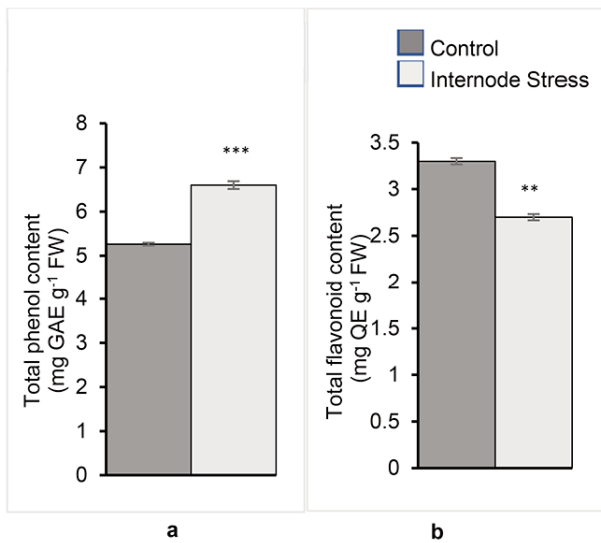 Control
Internode Stress
8
7
6
5
4
3
2
1
0
Total phenol content
(mg GAE g-1 FW)
***
a
3.5
3
2.5
2
1.5
1
0.5
0
Total flavonoid content
(mg QE g-1 FW)
**
b